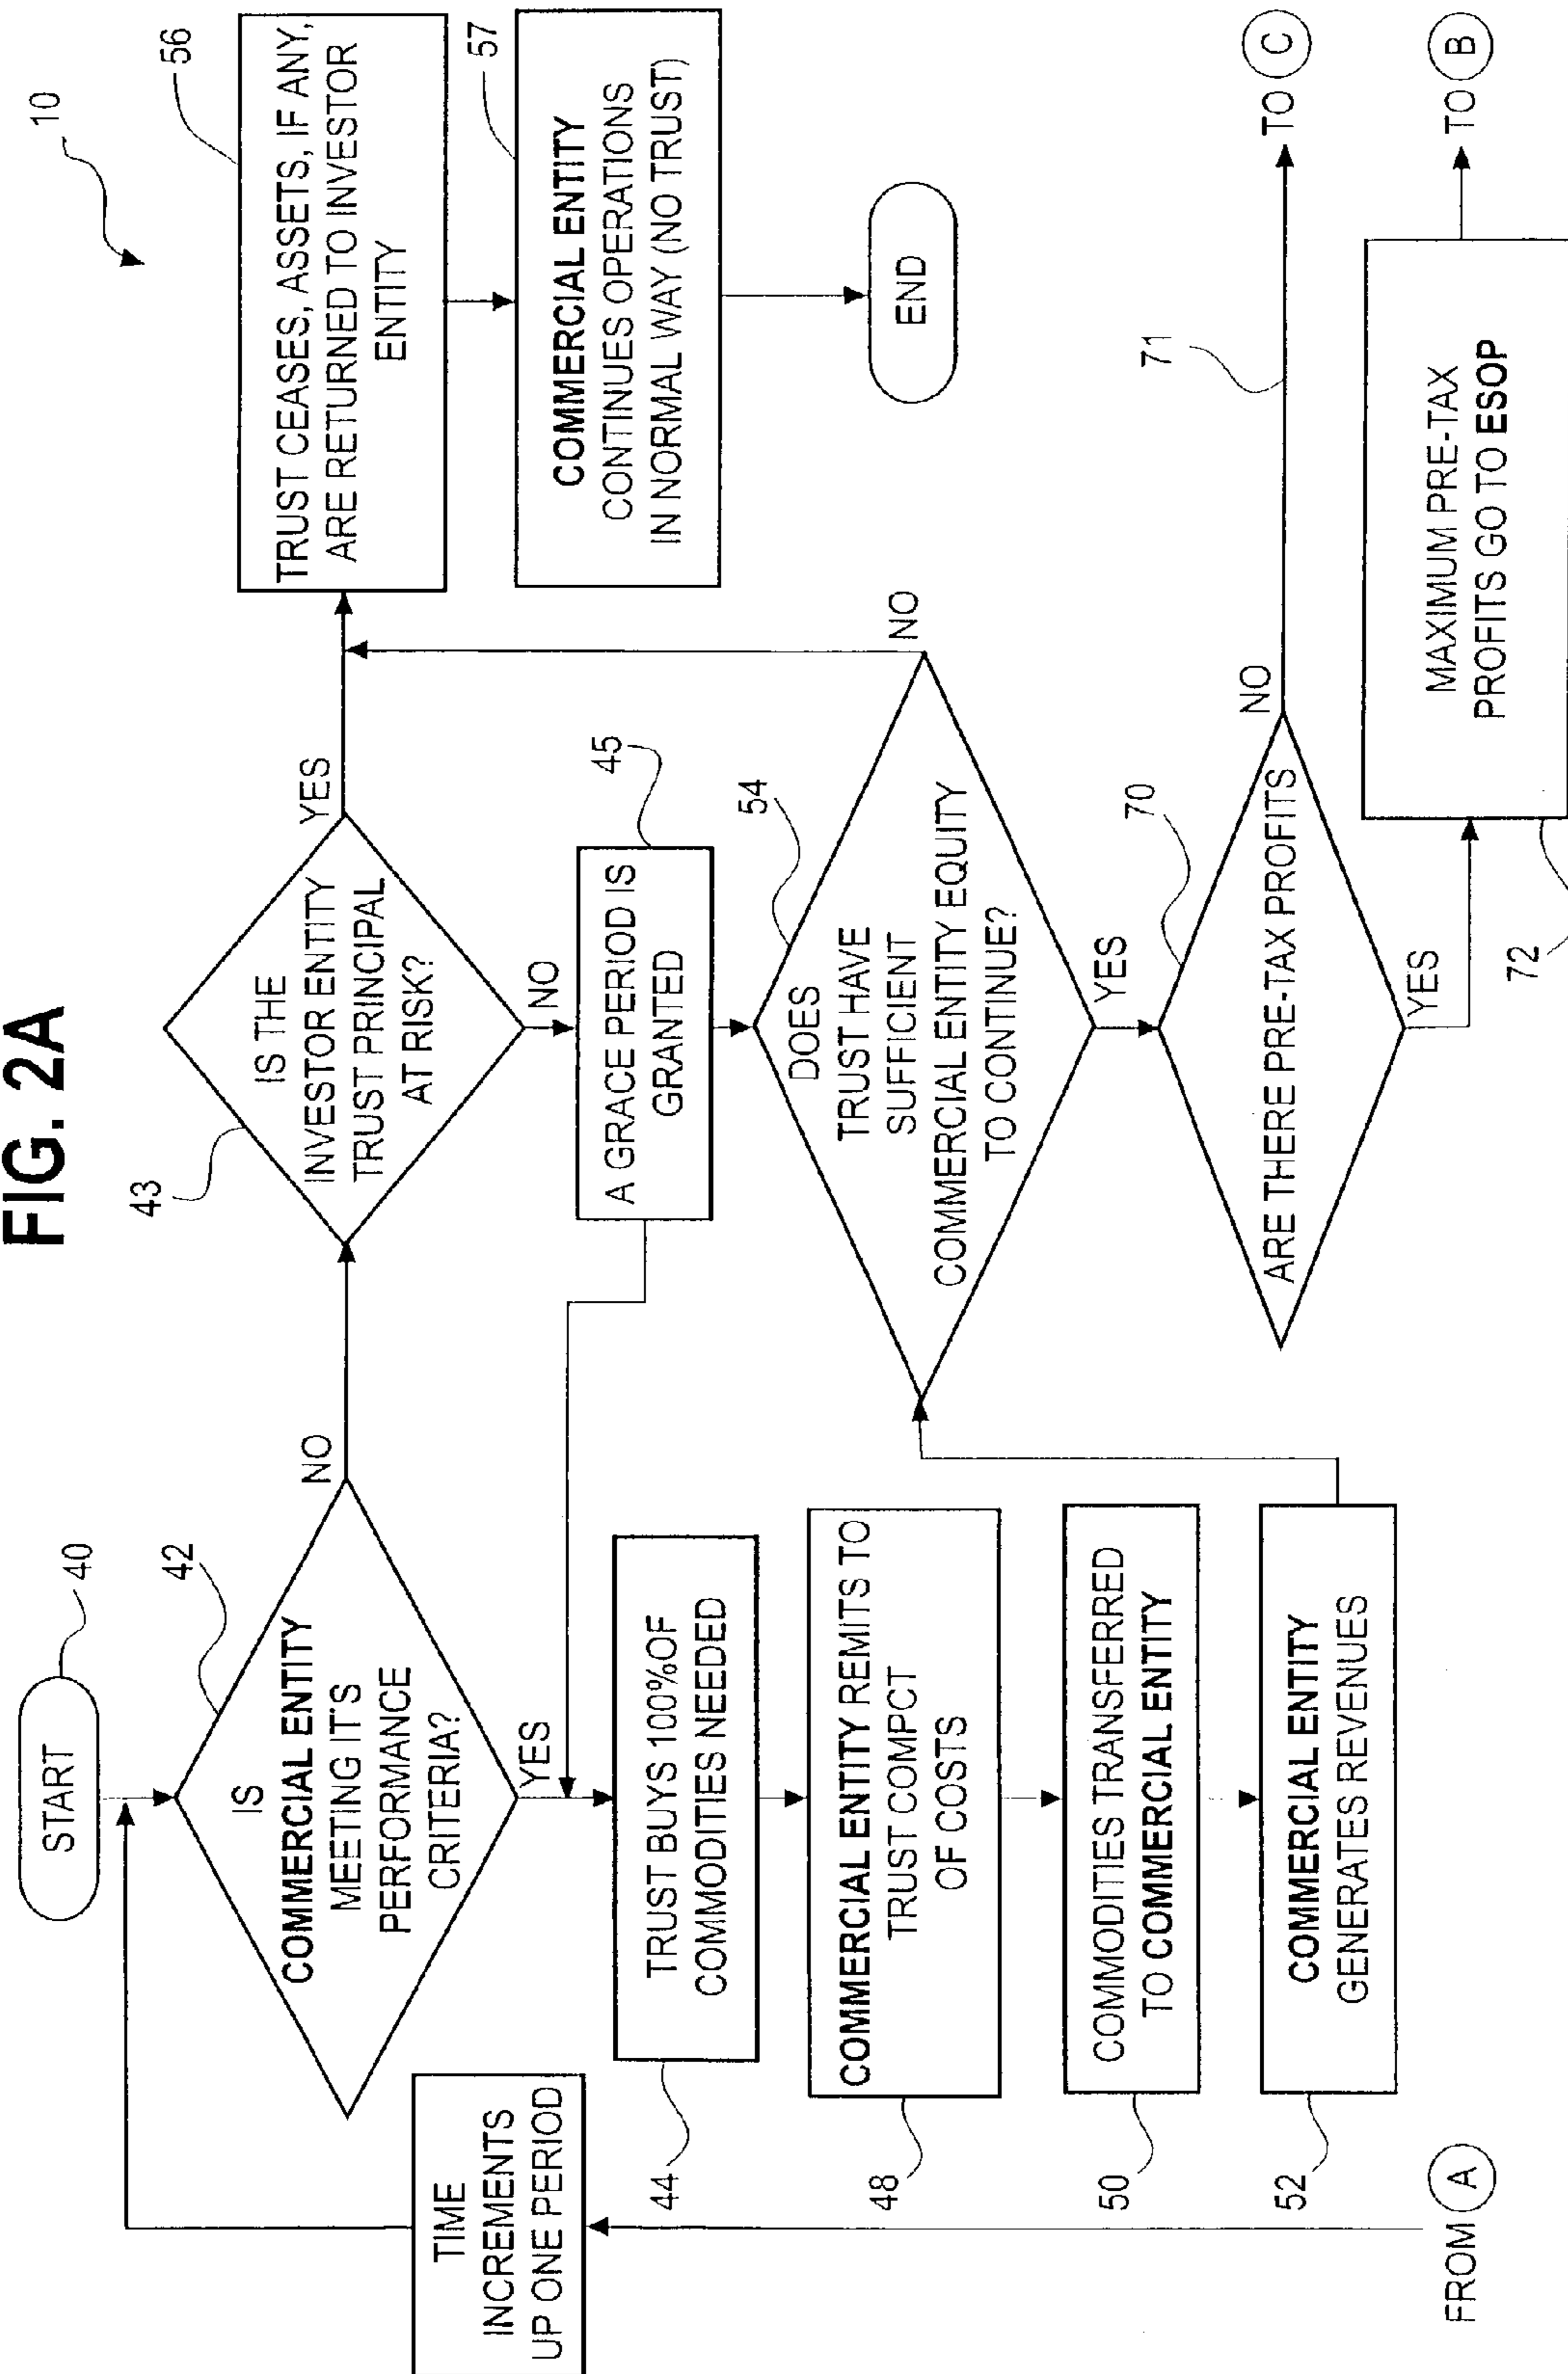 FIG. 2A
10
START
40
IS
COMMERCIAL ENTITY
MEETING IT'S
PERFORMANCE
CRITERIA?
42
NO
YES
TIME
INCREMENTS
UP ONE PERIOD
IS THE
INVESTOR ENTITY
TRUST PRINCIPAL
AT RISK?
43
YES
NO
TRUST CEASES, ASSETS, IF ANY,
ARE RETURNED TO INVESTOR
ENTITY
56
COMMERCIAL ENTITY
CONTINUES OPERATIONS
IN NORMAL WAY (NO TRUST)
57
END
A GRACE PERIOD IS
GRANTED
45
TRUST BUYS 100%OF
COMMODITIES NEEDED
44
COMMERCIAL ENTITY REMITS TO
TRUST COMPCT
OF COSTS
48
COMMODITIES TRANSFERRED
TO COMMERCIAL ENTITY
50
COMMERCIAL ENTITY
GENERATES REVENUES
52
DOES
TRUST HAVE
SUFFICIENT
COMMERCIAL ENTITY EQUITY
TO CONTINUE?
54
NO
YES
ARE THERE PRE-TAX PROFITS
70
NO
71
TO C
YES
MAXIMUM PRE-TAX
PROFITS GO TO ESOP
72
TO B
FROM A